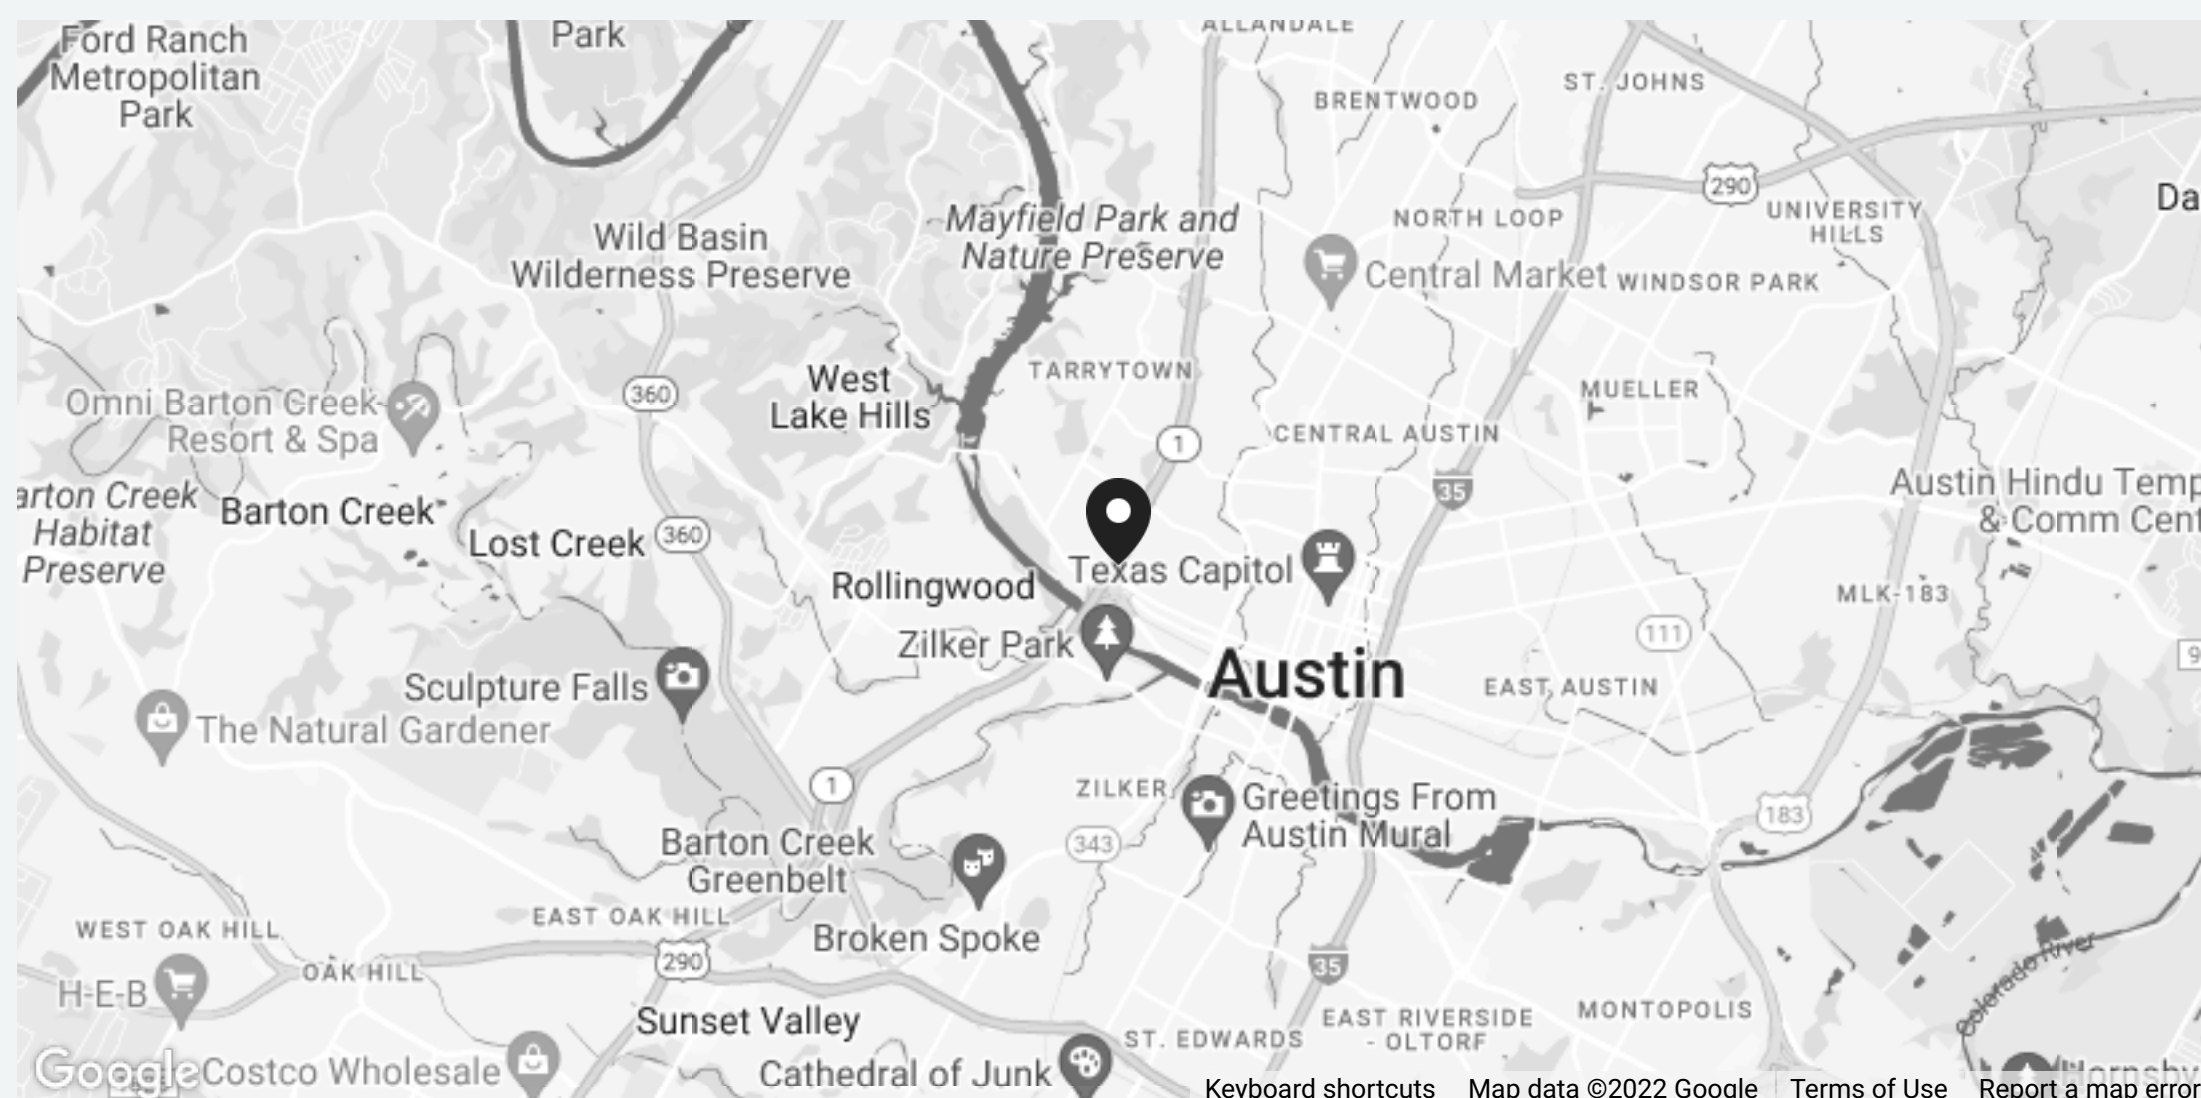 ALLANDALE
Park
Ford Ranch
Metropolitan
Park
ST. JOHNS
BRENTWOOD
290
Da
Mayfield Park and
Nature Preserve
NORTH LOOP
UNIVERSITY
HILLS
Wild Basin
Wilderness Preserve
Central Market
WINDSOR PARK
TARRYTOWN
West
Lake Hills
360
MUELLER
Omni Barton Creek
Resort & Spa
1
CENTRAL AUSTIN
35
Austin Hindu Temp
& Comm Cent
arton Creek
Habitat
Preserve
Barton Creek
Lost Creek
360
Texas Capitol
Rollingwood
MLK-183
111
Zilker Park
9
Austin
EAST AUSTIN
Sculpture Falls
The Natural Gardener
1
ZILKER
Greetings From
Austin Mural
183
343
Barton Creek
Greenbelt
EAST OAK HILL
WEST OAK HILL
Broken Spoke
290
35
OAK HILL
H-E-B
Colorado River
MONTOPOLIS
Sunset Valley
EAST RIVERSIDE
- OLTORF
ST. EDWARDS
Cathedral of Junk
Google
Costco Wholesale
Hornsby
Keyboard shortcuts
Map data ©2022 Google
Terms of Use
Report a map error